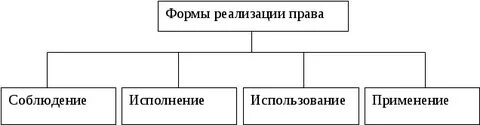 Формы реализации права
Соблюдение
Исполнение
Использование
Применение